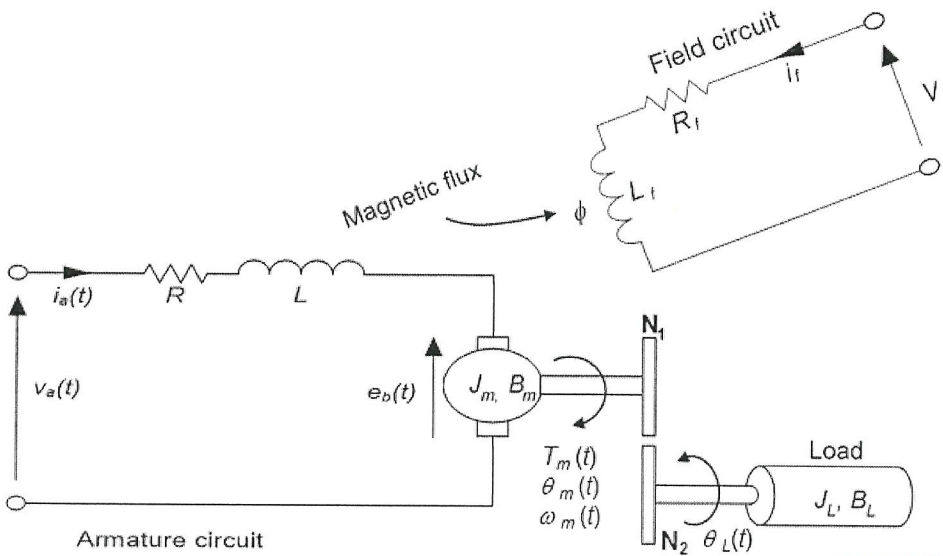 Field circuit
i_f
R_f
V
L_f
Magnetic flux
ϕ
i_a(t)
R
L
v_a(t)
e_b(t)
J_m, B_m
N_1
T_m(t)
θ_m(t)
ω_m(t)
Load
J_L, B_L
N_2
θ_L(t)
Armature circuit